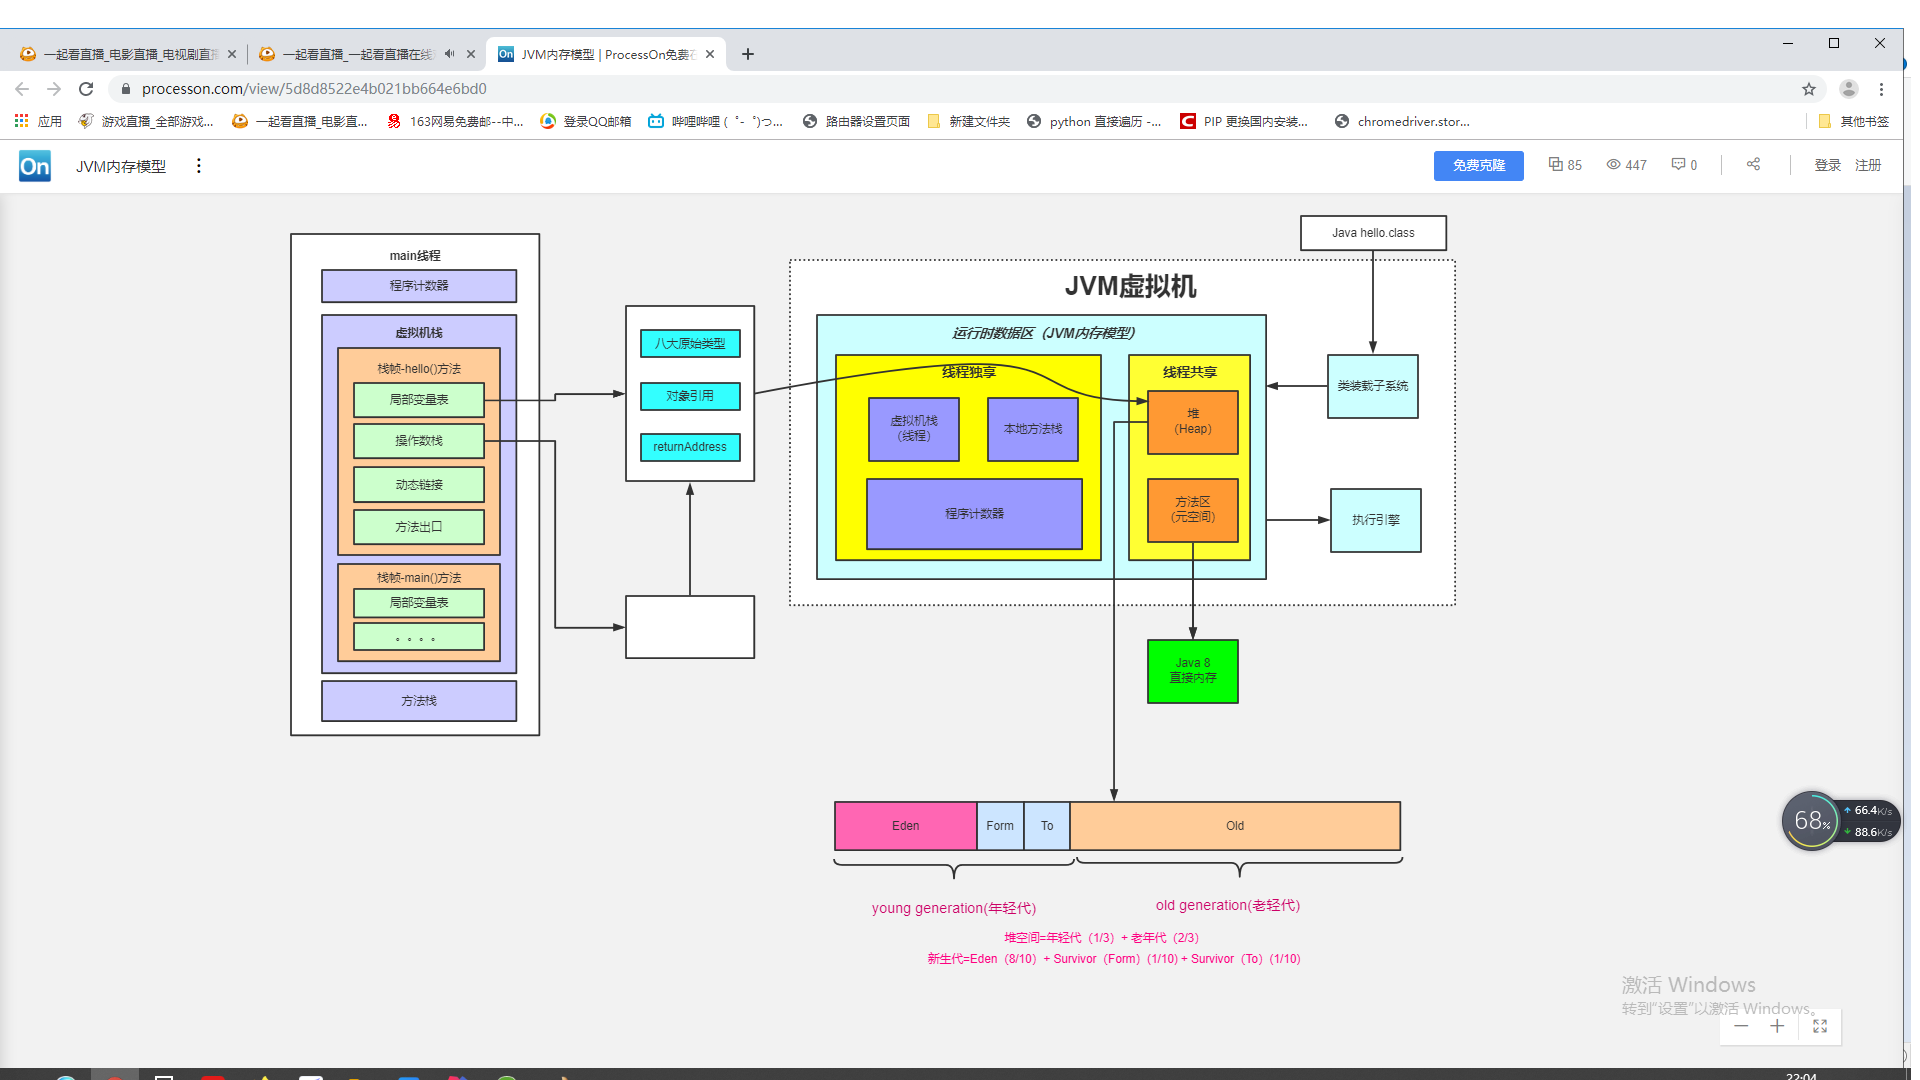 一起看直播_电影直播_电视剧直播
一起看直播_一起看直播在线
JVM内存模型 | ProcessOn免费在
processon.com/view/5d8d8522e4b021bb664e6bd0
应用
游戏直播_全部游戏...
一起看直播_电影直...
163网易免费邮--中...
登录QQ邮箱
哔哩哔哩 ( ゜- ゜)つ...
路由器设置页面
新建文件夹
python 直接遍历 -...
PIP 更换国内安装...
chromedriver.stor...
其他书签
On
JVM内存模型
免费克隆
85
447
0
登录
注册
main线程
程序计数器
虚拟机栈
栈帧-hello()方法
局部变量表
操作数栈
动态链接
方法出口
栈帧-main()方法
局部变量表
。。。。
方法栈
八大原始类型
对象引用
returnAddress
Java hello.class
JVM虚拟机
运行时数据区（JVM内存模型）
线程独享
虚拟机栈
（线程）
本地方法栈
程序计数器
线程共享
堆
（Heap）
方法区
(元空间)
类装载子系统
执行引擎
Java 8
直接内存
Eden
Form
To
Old
young generation(年轻代)
old generation(老轻代)
堆空间=年轻代（1/3）+ 老年代（2/3）
新生代=Eden（8/10）+ Survivor（Form）(1/10) + Survivor（To）(1/10)
68%
66.4K/s
88.6K/s
激活 Windows
转到"设置"以激活 Windows。
22:04